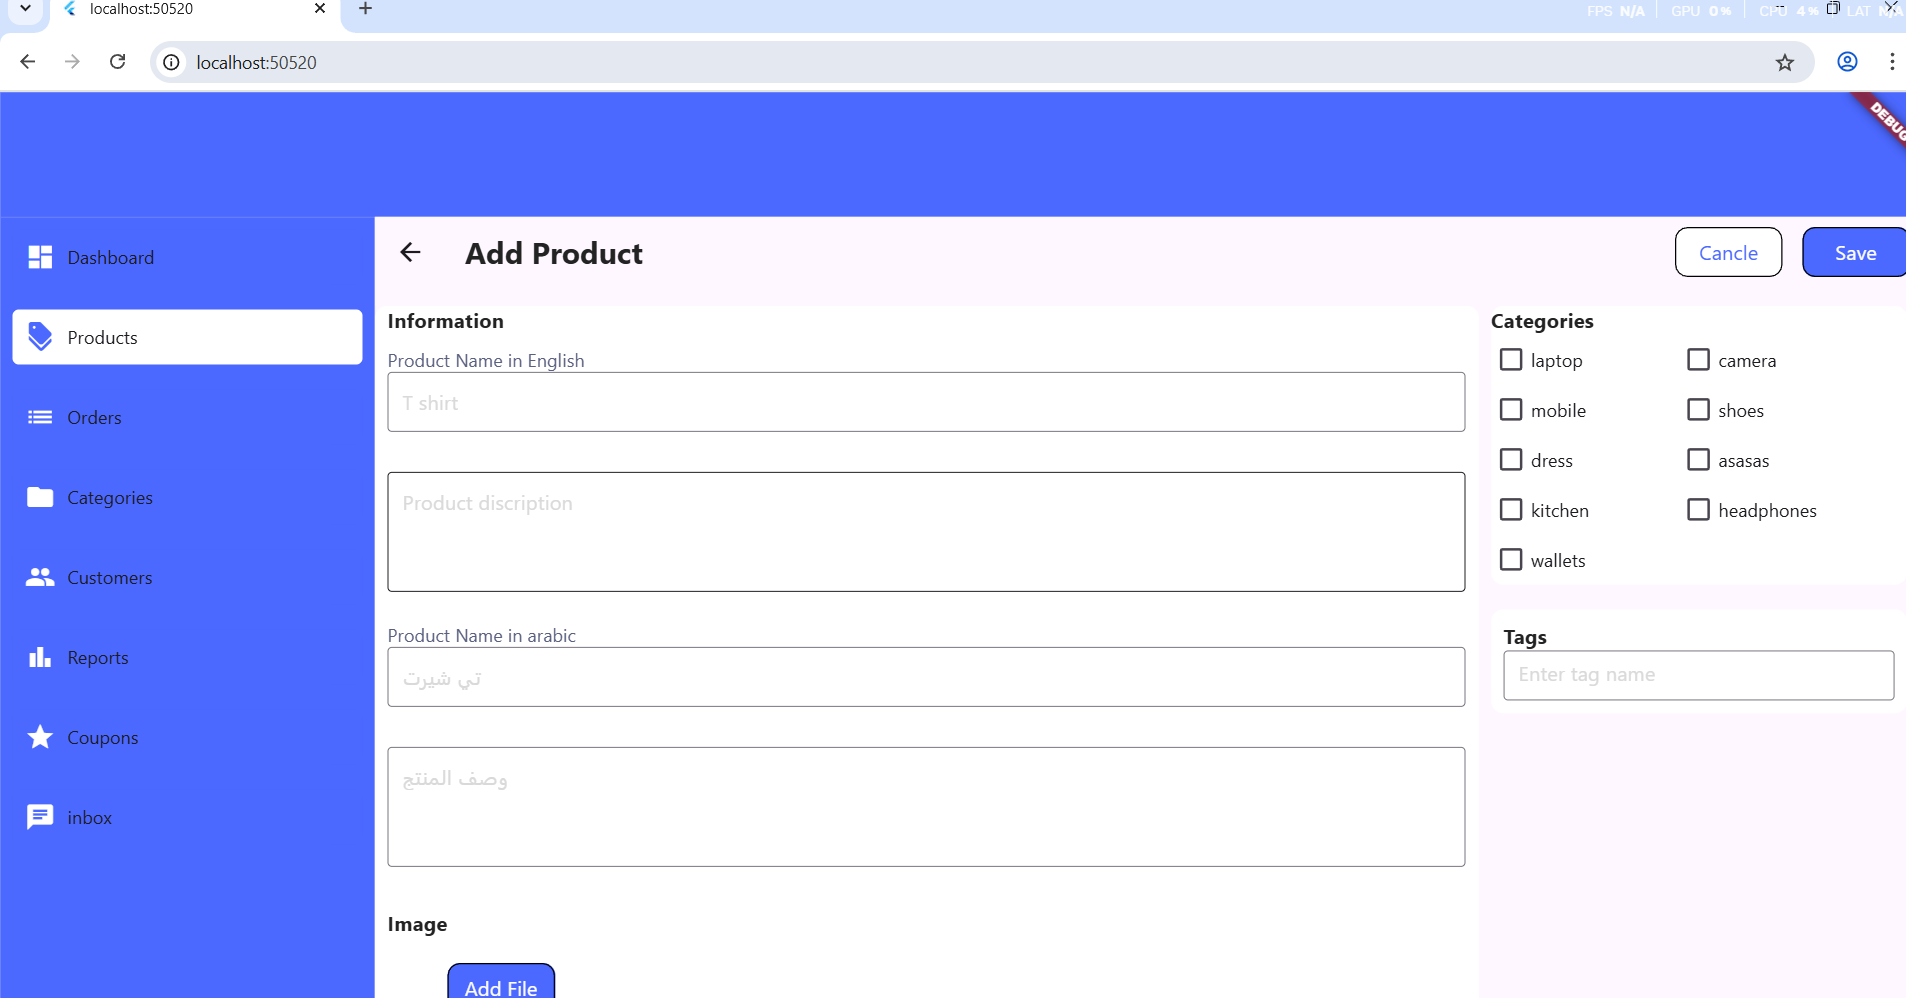 localhost:50520
FPS N/A GPU 0% CPU 4% LAT N/A
localhost:50520
DEBUG
Dashboard
Products
Orders
Categories
Customers
Reports
Coupons
inbox
Add Product
Cancle
Save
Information
Product Name in English
T shirt
Product discription
Product Name in arabic
تي شيرت
وصف المنتج
Image
Add File
Categories
laptop
camera
mobile
shoes
dress
asasas
kitchen
headphones
wallets
Tags
Enter tag name